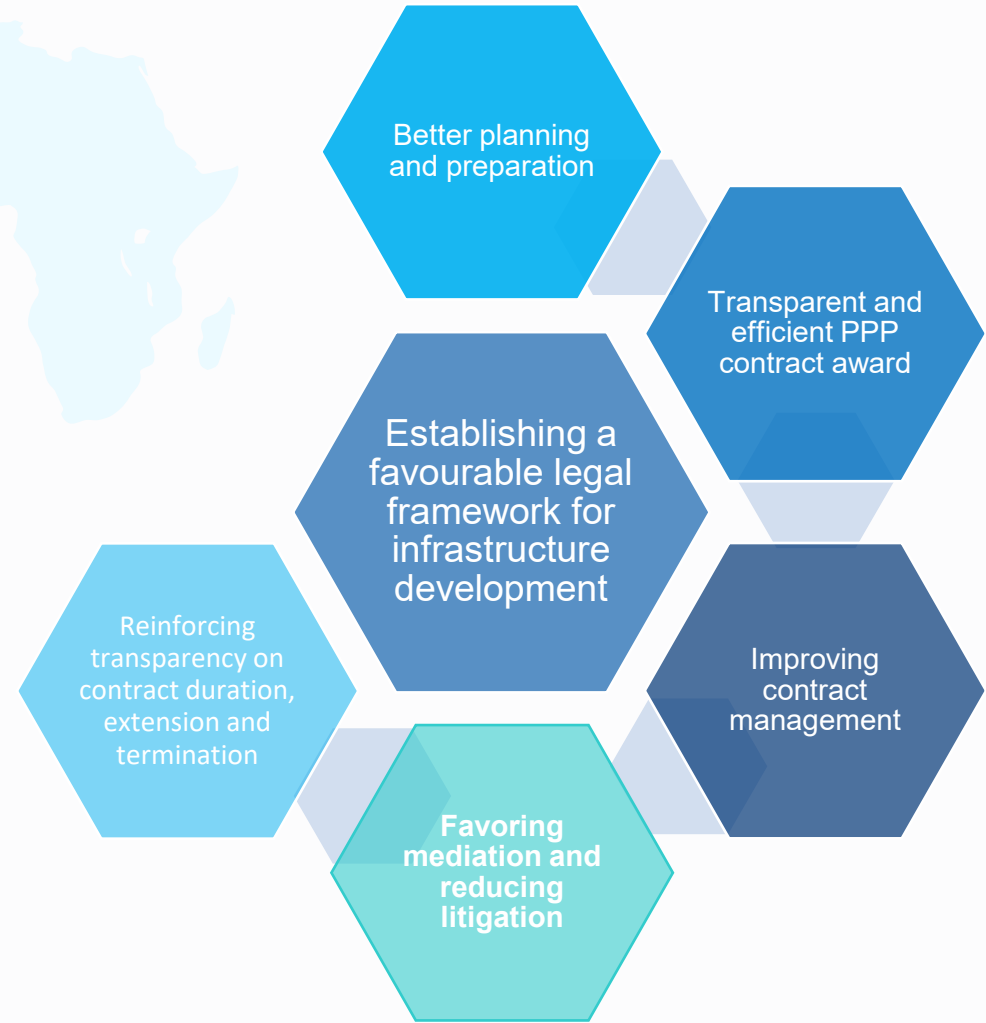 Better planning
and preparation
Transparent and
efficient PPP
contract award
Establishing a
favourable legal
framework for
infrastructure
development
Improving
contract
management
Favoring
mediation and
reducing
litigation
Reinforcing
transparency on
contract duration,
extension and
termination